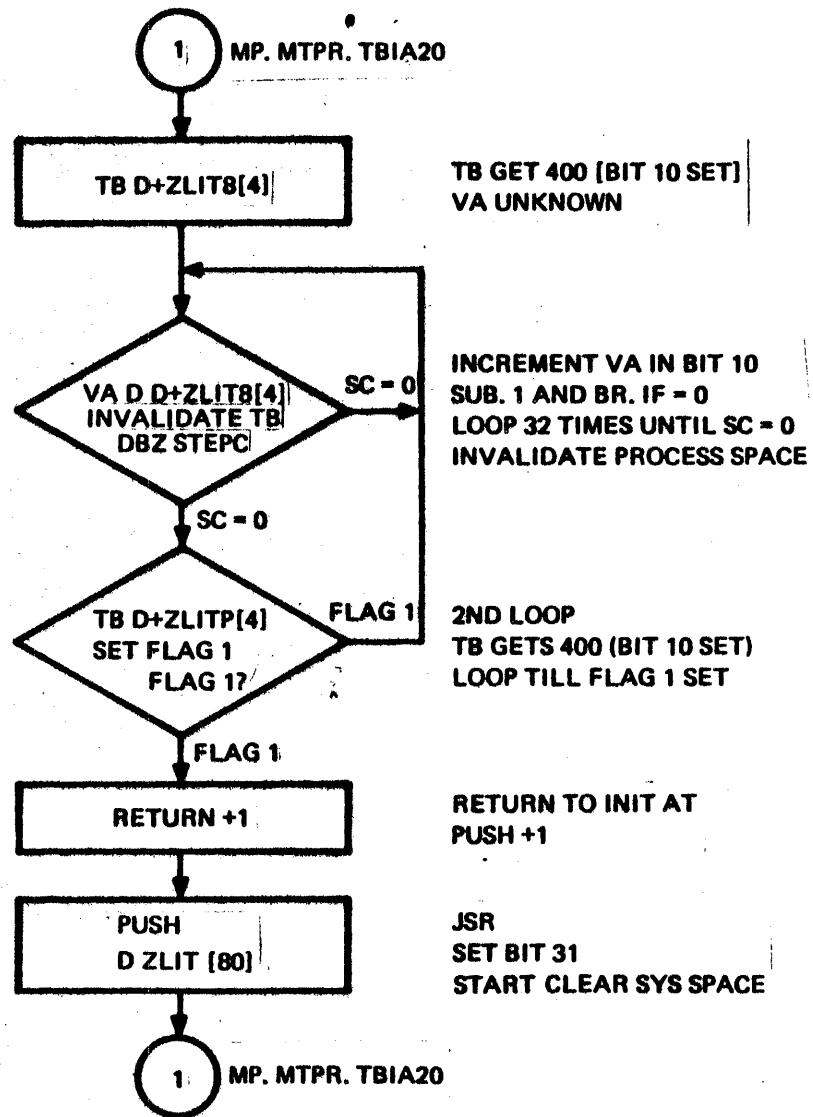 1 MP. MTPR. TBIA20
TB D+ZLIT8[4]
TB GET 400 [BIT 10 SET]
VA UNKNOWN
VA D D+ZLIT8[4]
INVALIDATE TB
DBZ STEPC
SC = 0
INCREMENT VA IN BIT 10
SUB. 1 AND BR. IF = 0
LOOP 32 TIMES UNTIL SC = 0
INVALIDATE PROCESS SPACE
SC = 0
TB D+ZLITP[4]
SET FLAG 1
FLAG 1?
FLAG 1
2ND LOOP
TB GETS 400 (BIT 10 SET)
LOOP TILL FLAG 1 SET
FLAG 1
RETURN +1
RETURN TO INIT AT
PUSH +1
PUSH
D ZLIT [80]
JSR
SET BIT 31
START CLEAR SYS SPACE
1 MP. MTPR. TBIA20